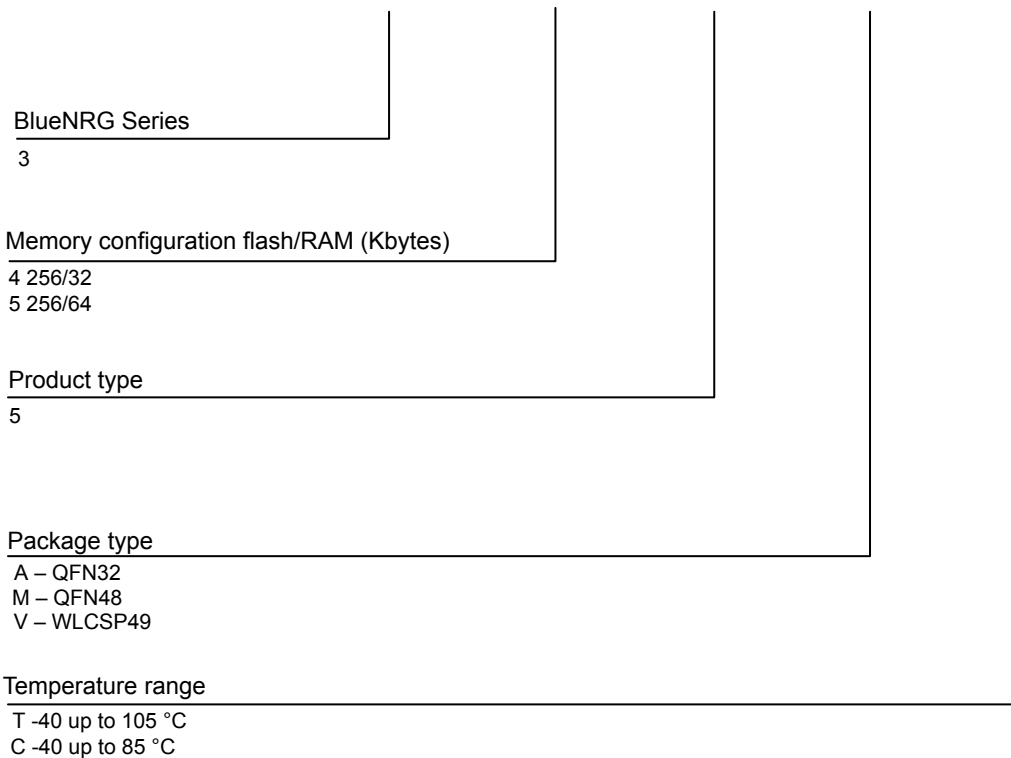 BlueNRG Series
3
Memory configuration flash/RAM (Kbytes)
4 256/32
5 256/64
Product type
5
Package type
A – QFN32
M – QFN48
V – WLCSP49
Temperature range
T -40 up to 105 °C
C -40 up to 85 °C